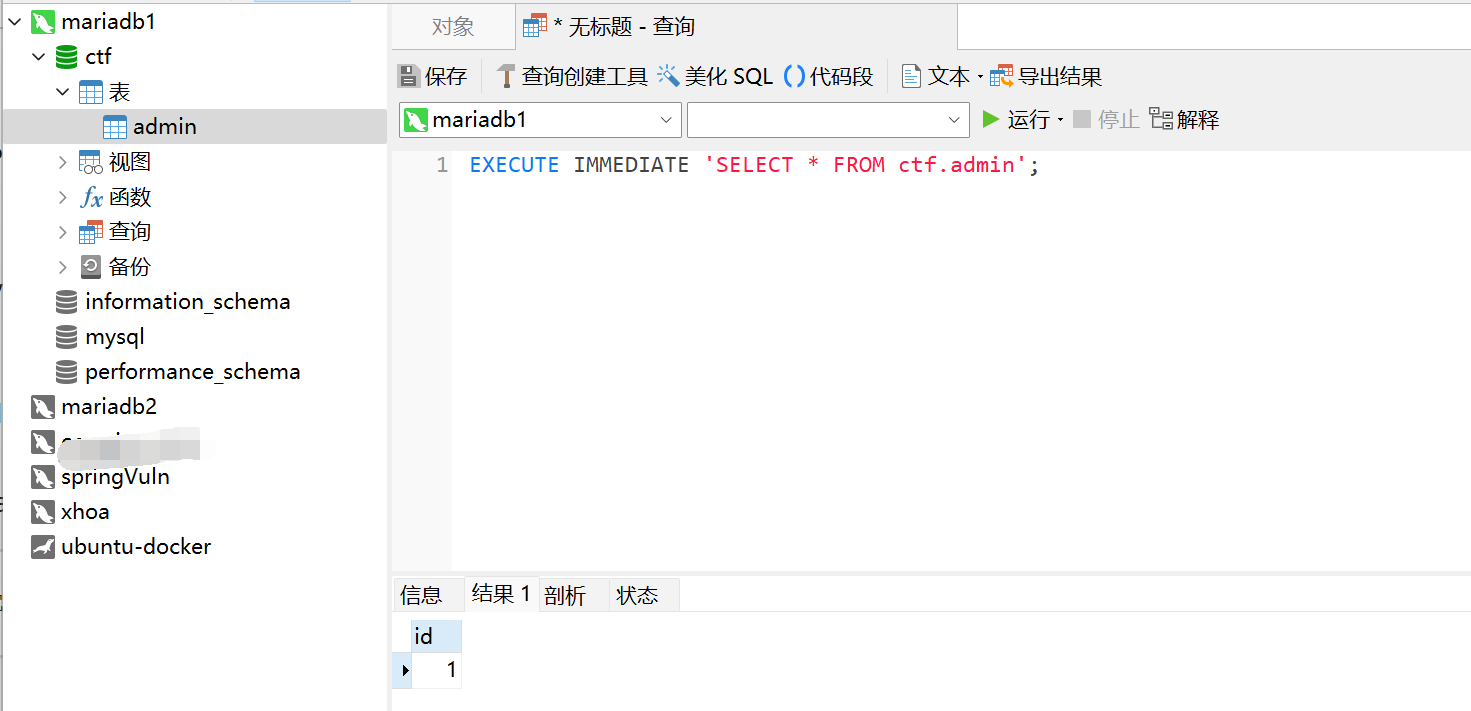 mariadb1
ctf
表
admin
视图
函数
查询
备份
information_schema
mysql
performance_schema
mariadb2
springVuln
xhoa
ubuntu-docker
对象
* 无标题 - 查询
保存 查询创建工具 美化 SQL () 代码段 文本 导出结果
mariadb1 运行 停止 解释
1 EXECUTE IMMEDIATE 'SELECT * FROM ctf.admin';
信息 结果 1 剖析 状态
id
1